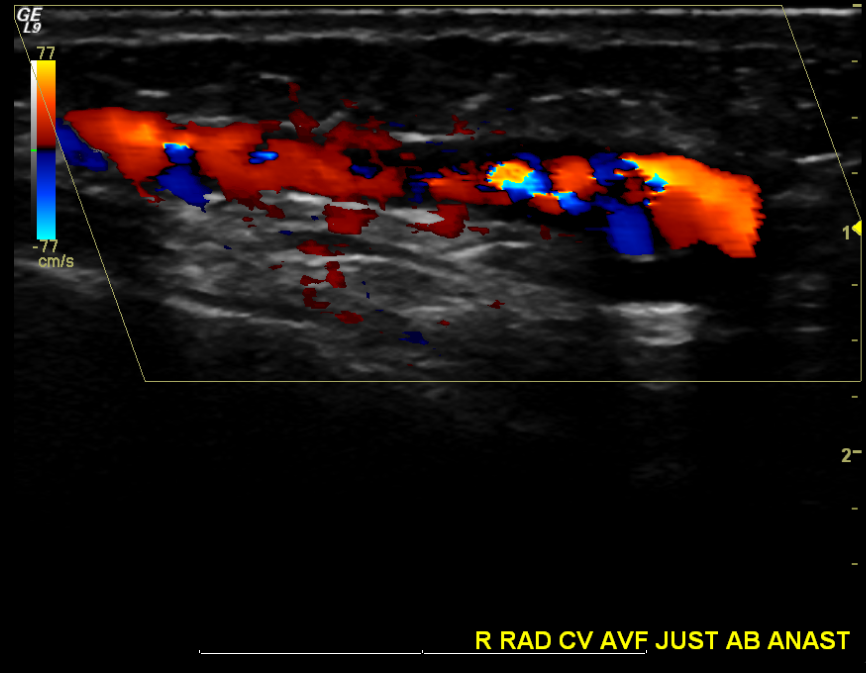 GE
L9
77
-77
cm/s
1
2
R RAD CV AVF JUST AB ANAST